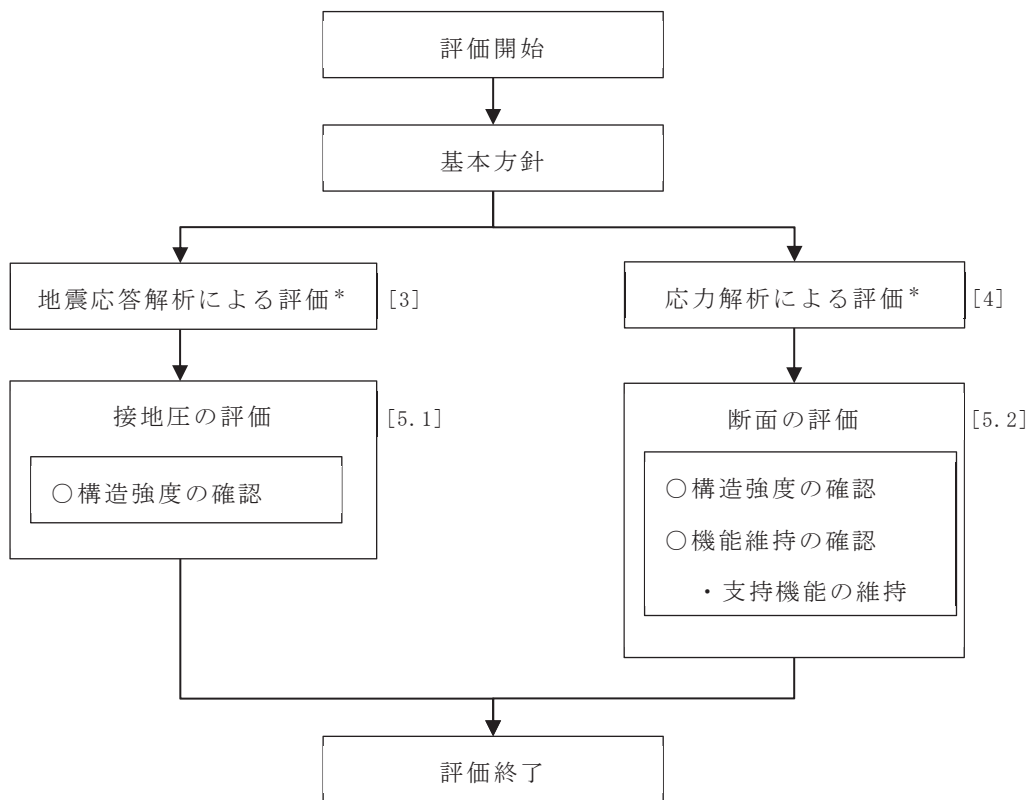 評価開始
基本方針
地震応答解析による評価* [3]
応力解析による評価* [4]
接地圧の評価 [5.1]
○構造強度の確認
断面の評価 [5.2]
○構造強度の確認
○機能維持の確認
・支持機能の維持
評価終了